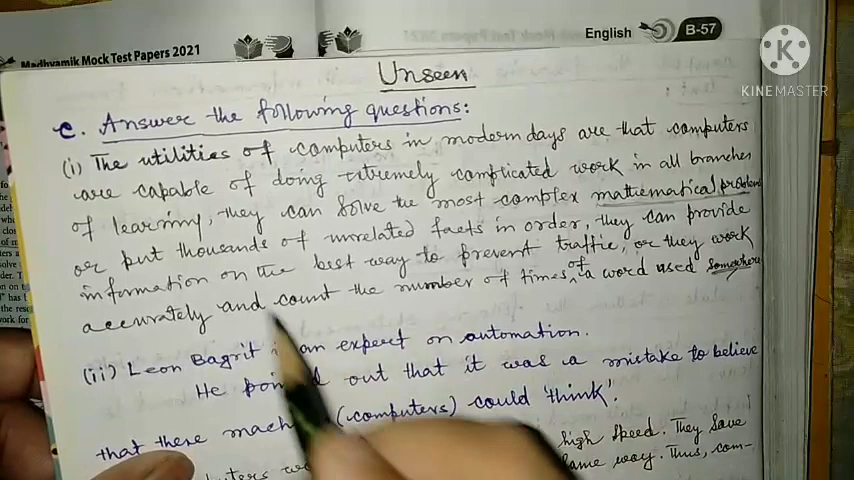 English B-57
Madhyamik Mock Test Papers 2021
KINEMASTER
Unseen
C. Answer the following questions:
(i) The utilities of computers in modern days are that computers
are capable of doing extremely complicated work in all branches
of learning, they can solve the most complex mathematical problems
or put thousands of unrelated facts in order, they can provide
information on the best way to prevent traffic, or they work
accurately and count the number of times of a word used somewhere
(ii) Leon Bagrit is an expert on automation.
He pointed out that it was a mistake to believe
that these (computers) could 'think'.
high speed. They save
same way. Thus, com-